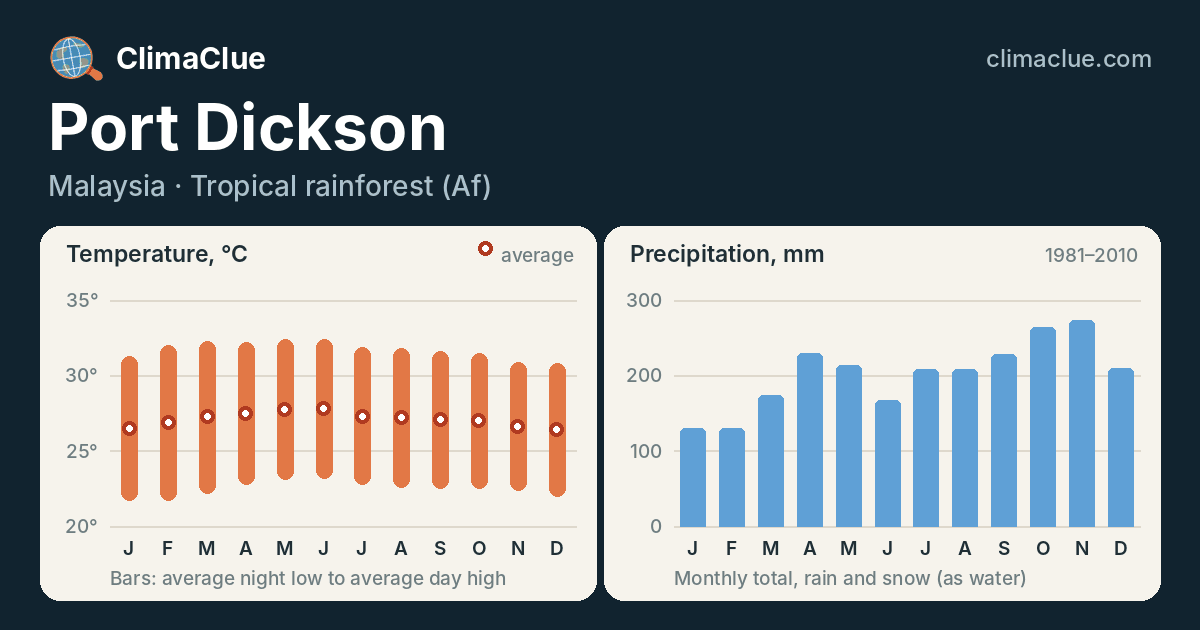 ClimaClue
climaclue.com
Port Dickson
Malaysia · Tropical rainforest (Af)
Temperature, °C
average
35°
30°
25°
20°
J F M A M J J A S O N D
Bars: average night low to average day high
Precipitation, mm
1981–2010
300
200
100
0
J F M A M J J A S O N D
Monthly total, rain and snow (as water)